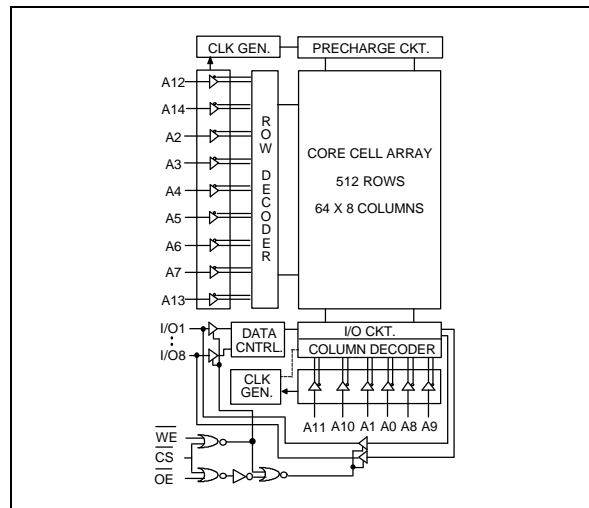 CLK GEN.
PRECHARGE CKT.
A12
A14
A2
A3
A4
A5
A6
A7
A13
ROW DECODER
CORE CELL ARRAY
512 ROWS
64 X 8 COLUMNS
I/O1
I/O8
DATA
CNTRL.
I/O CKT.
COLUMN DECODER
CLK
GEN.
A11 A10 A1 A0 A8 A9
WE
CS
OE